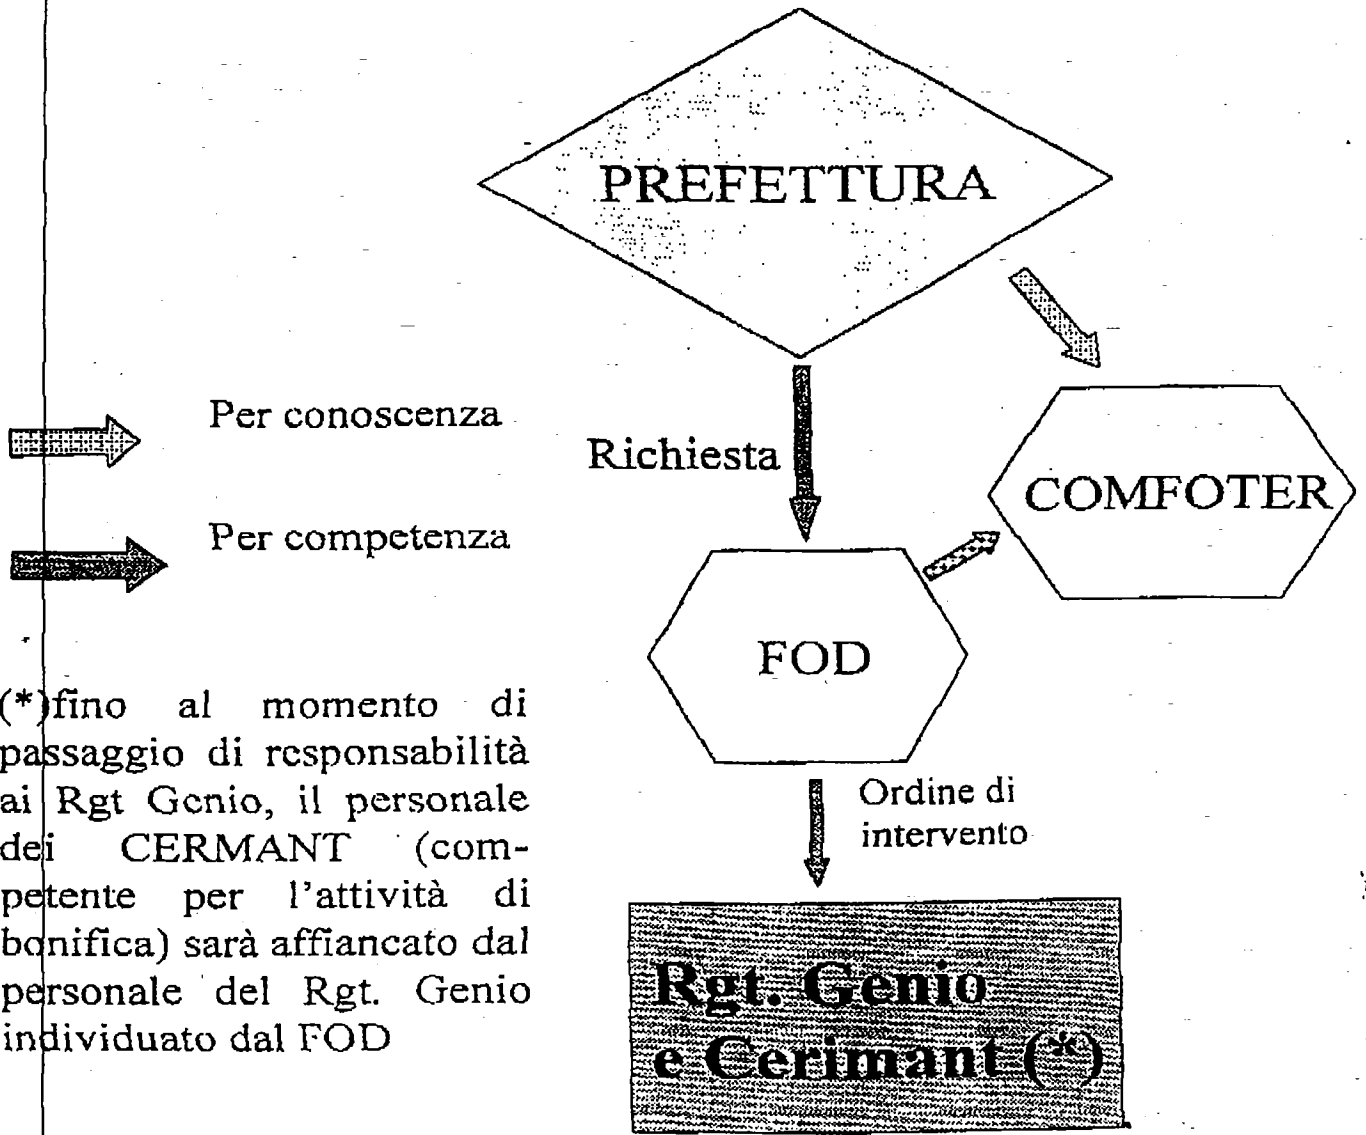 PREFETTURA
Per conoscenza
Richiesta
COMFOTER
Per competenza
FOD
(*)fino al momento di
passaggio di responsabilità
ai Rgt Genio, il personale
dei CERMANT (com-
petente per l'attività di
bonifica) sarà affiancato dal
personale del Rgt. Genio
individuato dal FOD
Ordine di
intervento
Rgt. Genio
e Cerimant (*)